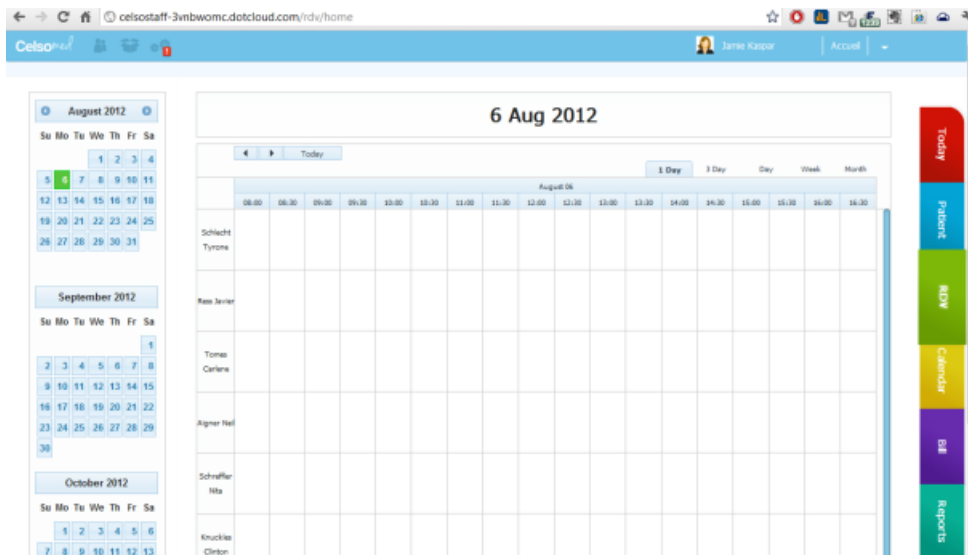 celsostaff-3vnbwomc.dotcloud.com/rdv/home
Celsomed
Jamie Kaspar
Accueil
August 2012
Su Mo Tu We Th Fr Sa
1 2 3 4
5 6 7 8 9 10 11
12 13 14 15 16 17 18
19 20 21 22 23 24 25
26 27 28 29 30 31
September 2012
Su Mo Tu We Th Fr Sa
1
2 3 4 5 6 7 8
9 10 11 12 13 14 15
16 17 18 19 20 21 22
23 24 25 26 27 28 29
30
October 2012
Su Mo Tu We Th Fr Sa
1 2 3 4 5 6
7 8 9 10 11 12 13
6 Aug 2012
Today
1 Day 3 Day Day Week Month
August 06
08:00 08:30 09:00 09:30 10:00 10:30 11:00 11:30 12:00 12:30 13:00 13:30 14:00 14:30 15:00 15:30 16:00 16:30
Schlecht
Tyrone
Ress Javier
Tomes
Carlene
Aigner Neil
Schreffler
Nita
Knuckles
Clinton
Today
Patient
RDV
Calendar
Bill
Reports